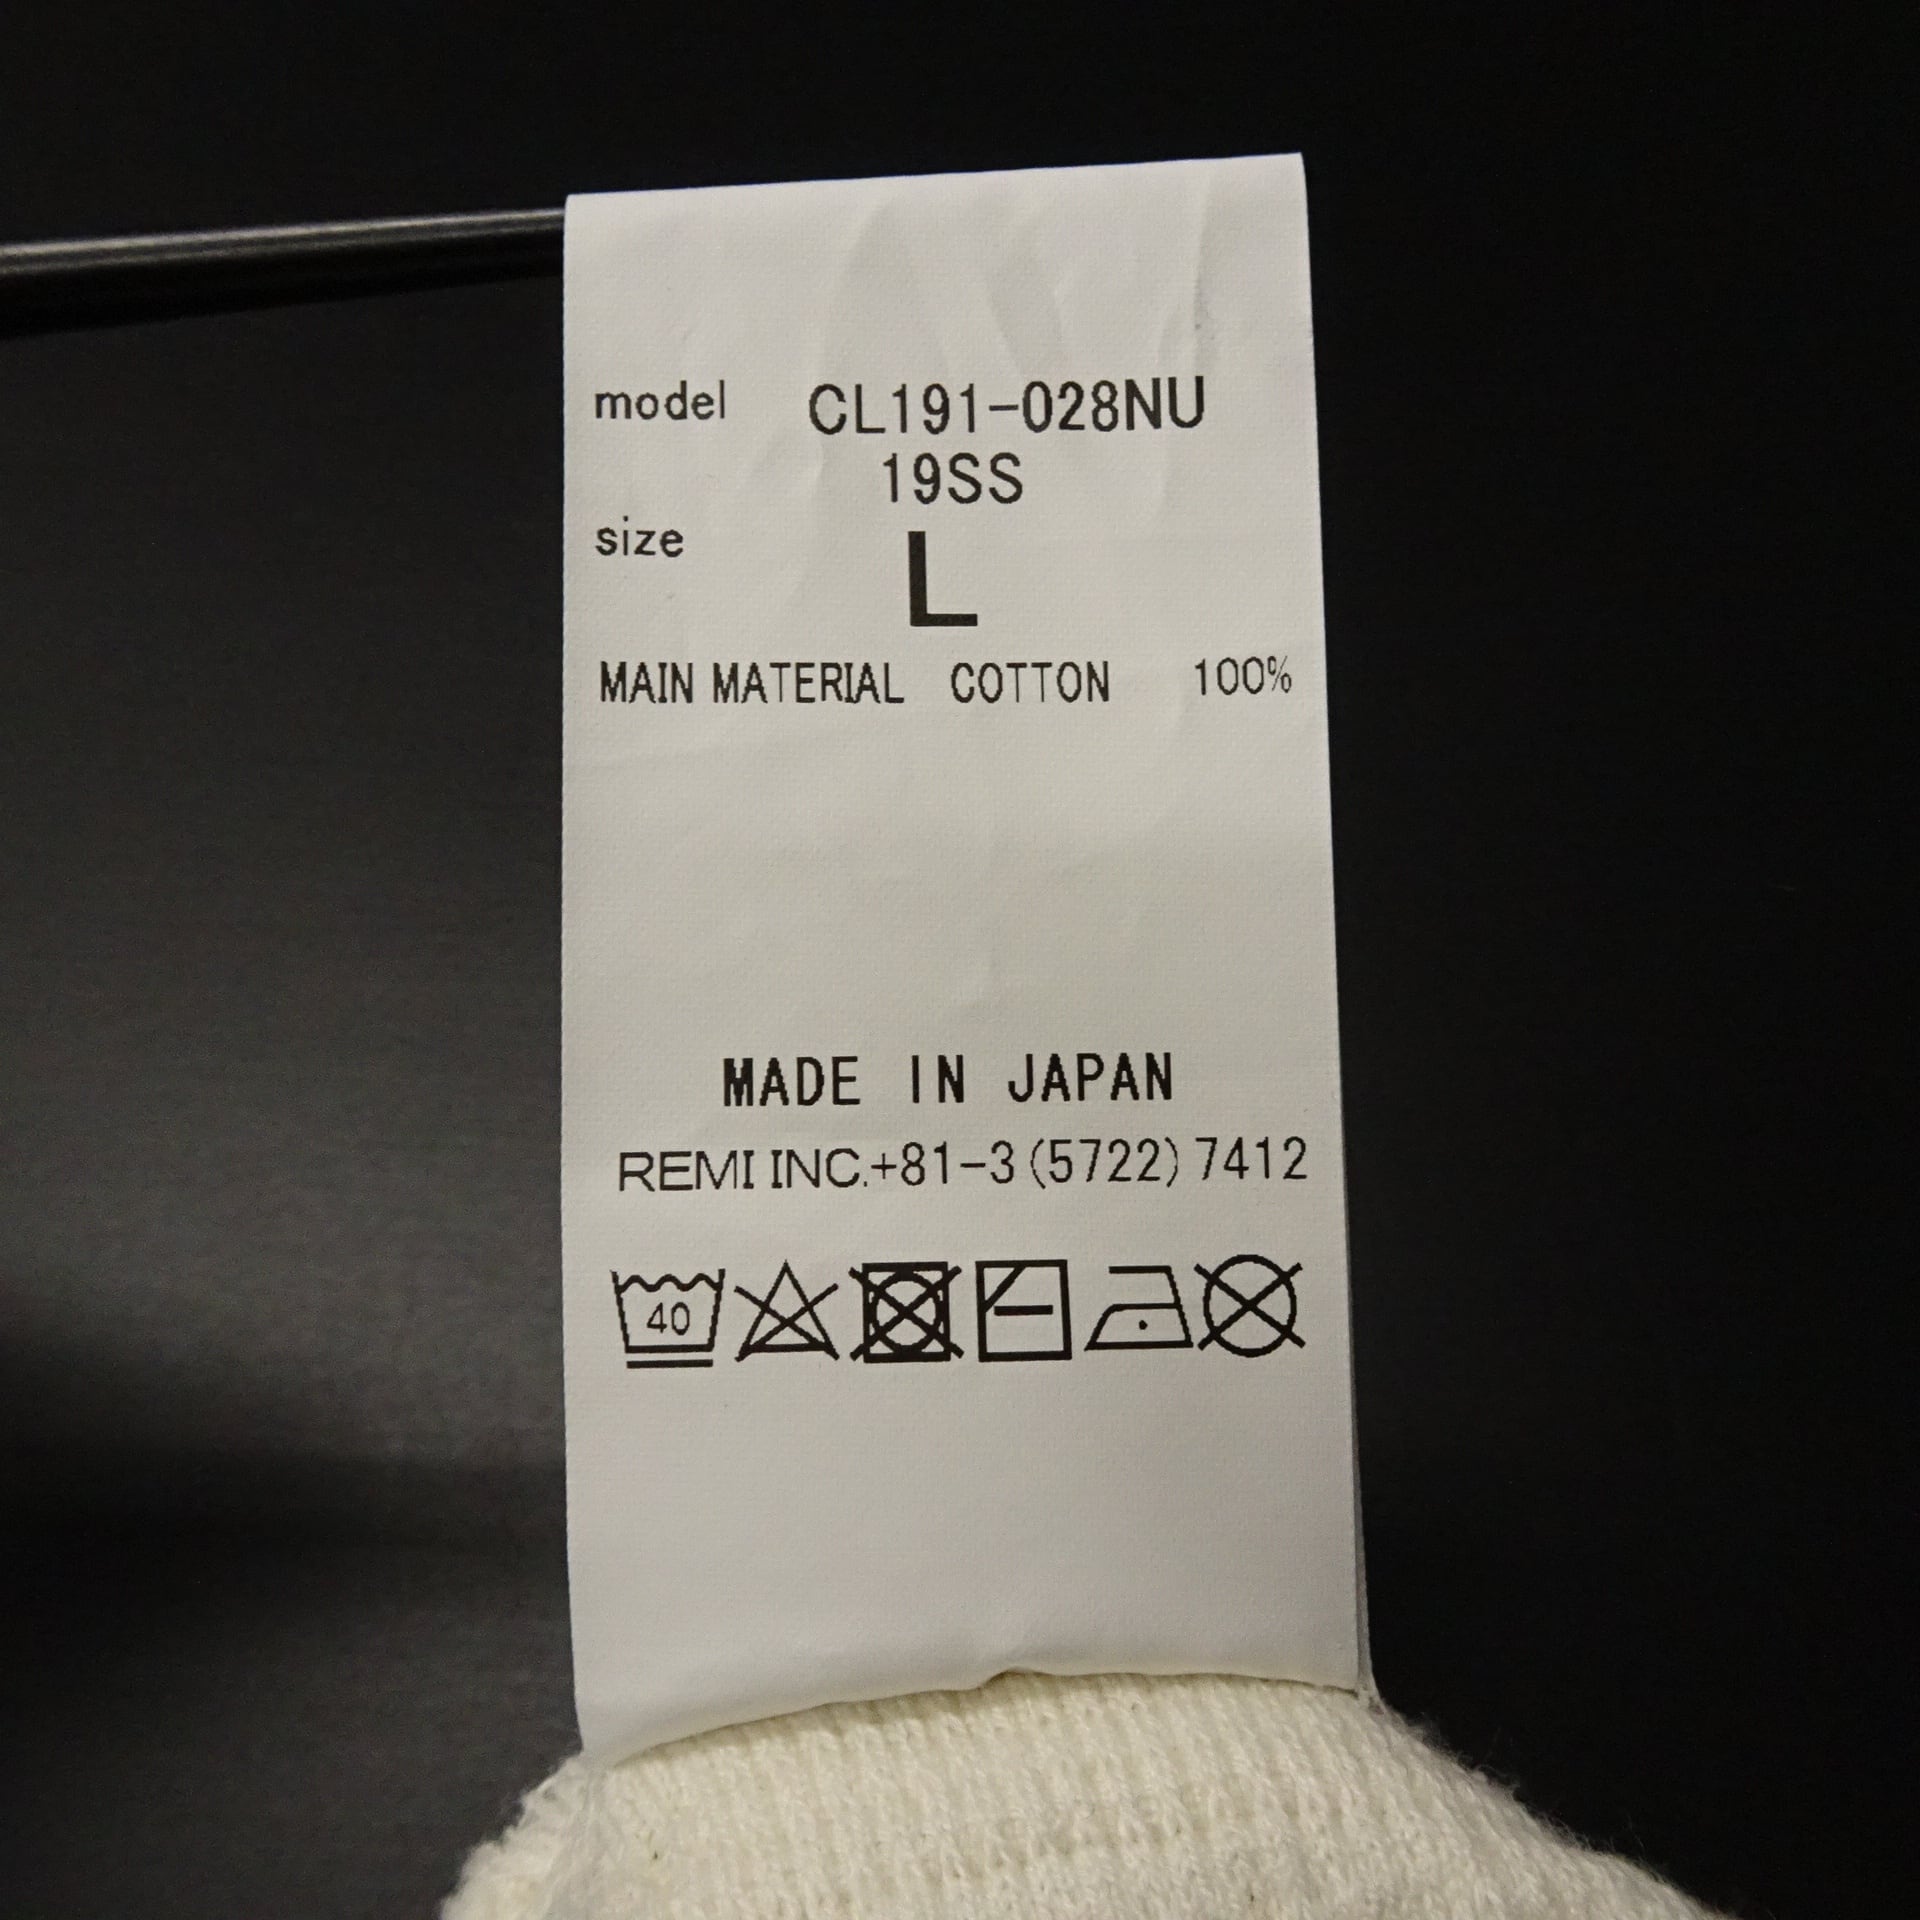 model CL191-028NU
19SS
size L
MAIN MATERIAL COTTON 100%
MADE IN JAPAN
REMI INC.+81-3(5722)7412
40